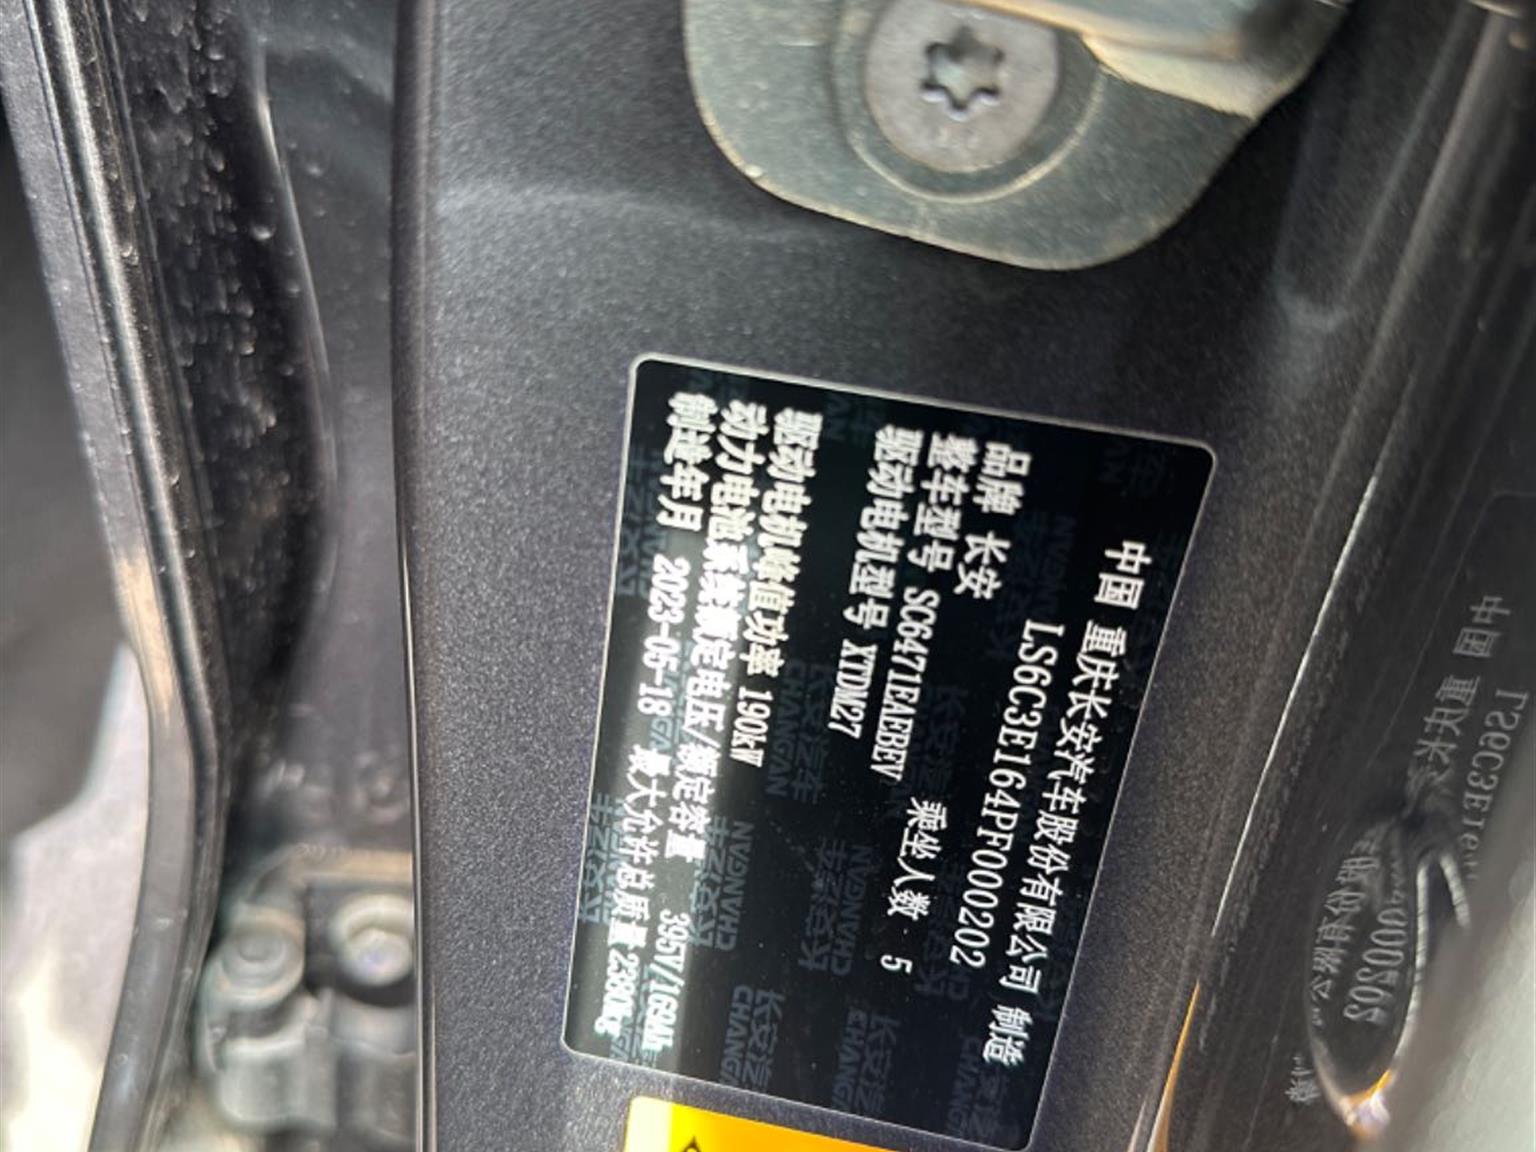 中国 重庆长安汽车股份有限公司 制造
LS6C3E164PF000202
品牌 长安
整车型号 SC6471EAEBEV 乘坐人数 5
驱动电机型号 XTDM27
驱动电机峰值功率 190kW
动力电池系统额定电压/额定容量 395V/169Ah
制造年月 2023-05-18 最大允许总质量 2390kg